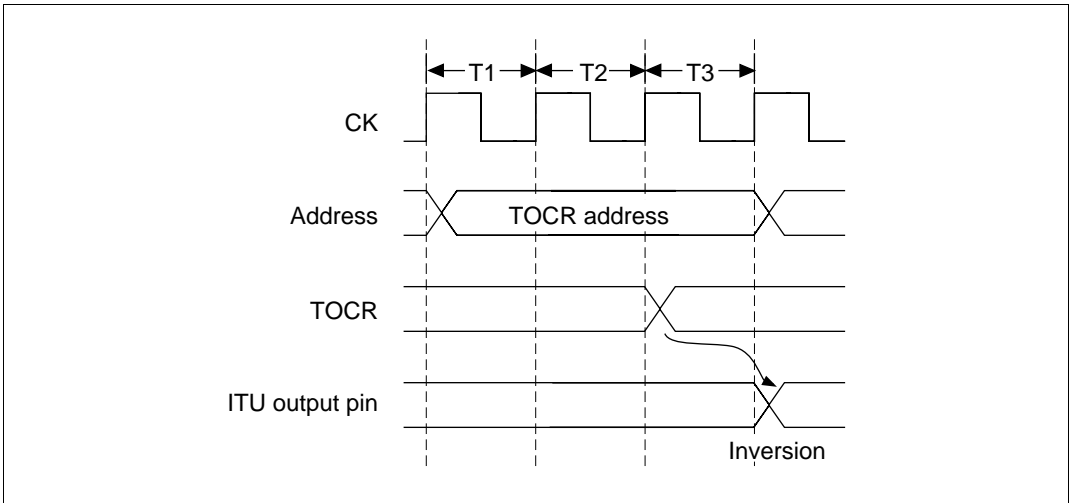 T1 T2 T3
CK
Address TOCR address
TOCR
ITU output pin
Inversion